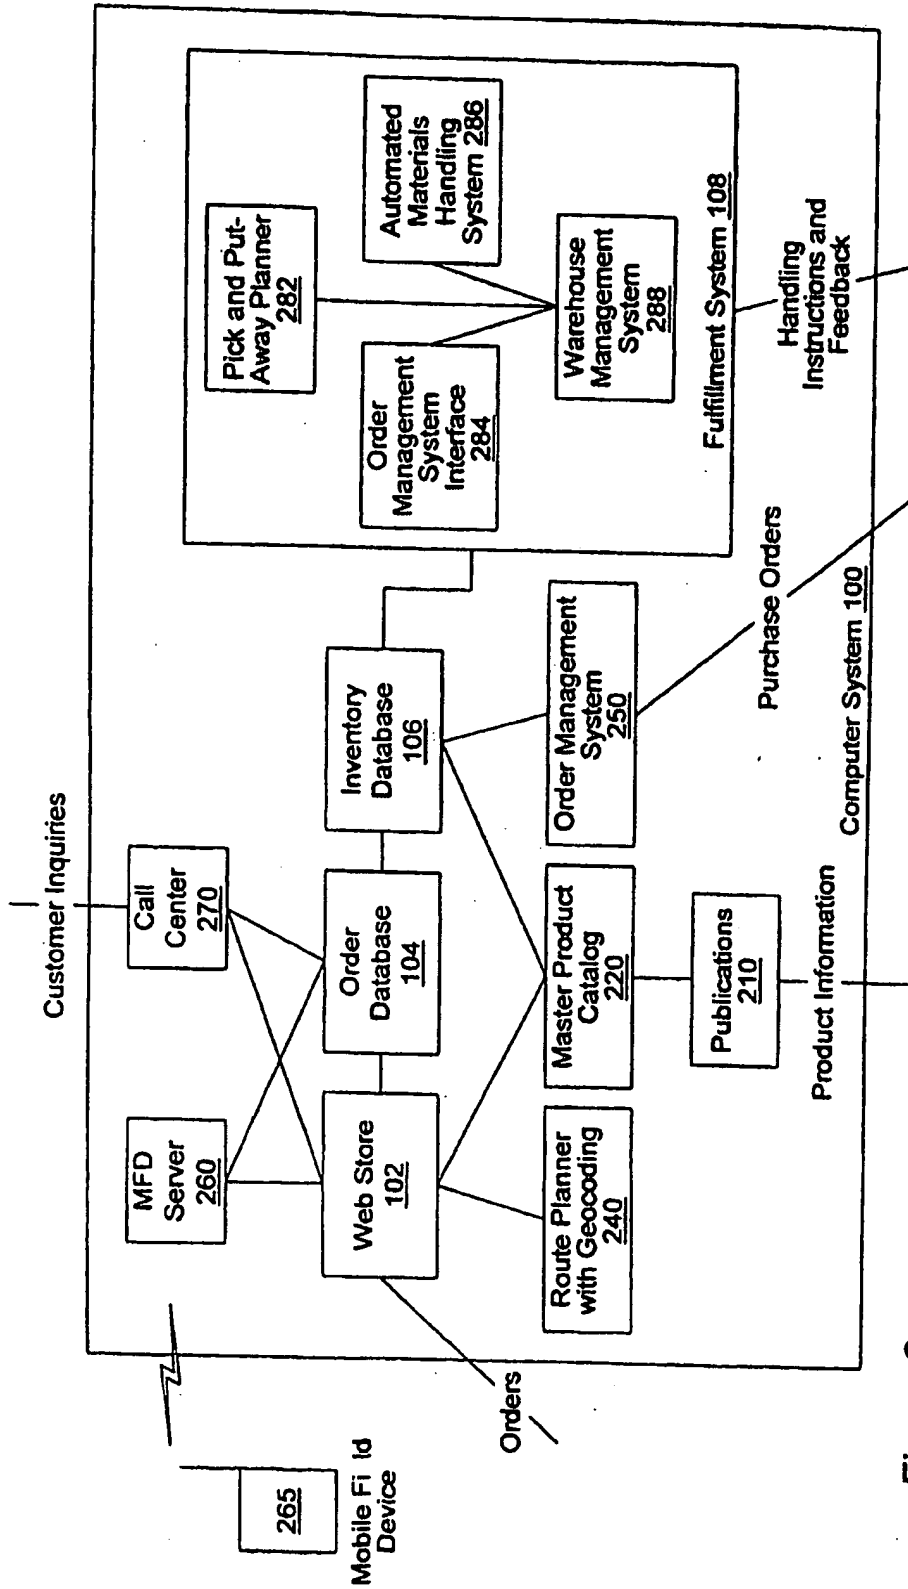 Customer Inquiries
MFD
Server
260
Call
Center
270
265
Mobile Fi ld
Device
Orders
Web Store
102
Order
Database
104
Inventory
Database
106
Route Planner
with Geocoding
240
Master Product
Catalog
220
Order Management
System
250
Publications
210
Product Information
Purchase Orders
Computer System 100
Pick and Put-
Away Planner
282
Order
Management
System
Interface
284
Automated
Materials
Handling
System 286
Warehouse
Management
System
288
Fulfillment System 108
Handling
Instructions and
Feedback